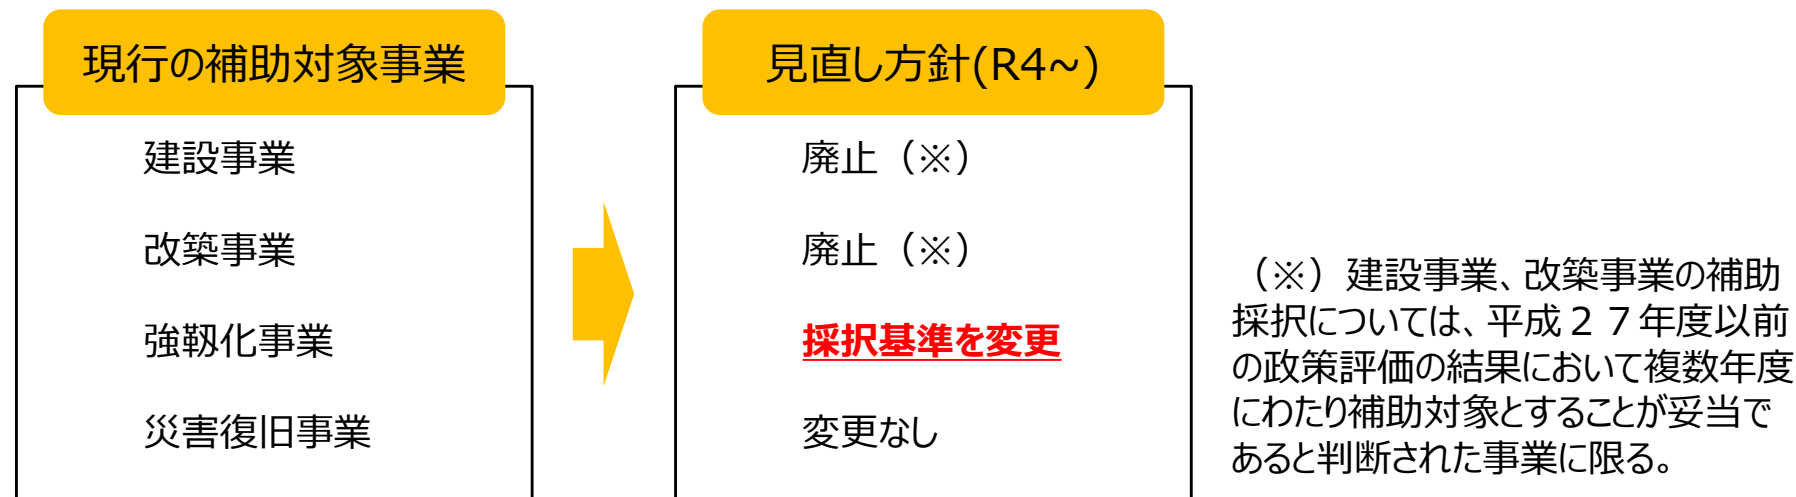 現行の補助対象事業
建設事業
改築事業
強靱化事業
災害復旧事業
見直し方針(R4~)
廃止（※）
廃止（※）
採択基準を変更
変更なし
（※）建設事業、改築事業の補助
採択については、平成２７年度以前
の政策評価の結果において複数年度
にわたり補助対象とすることが妥当で
あると判断された事業に限る。